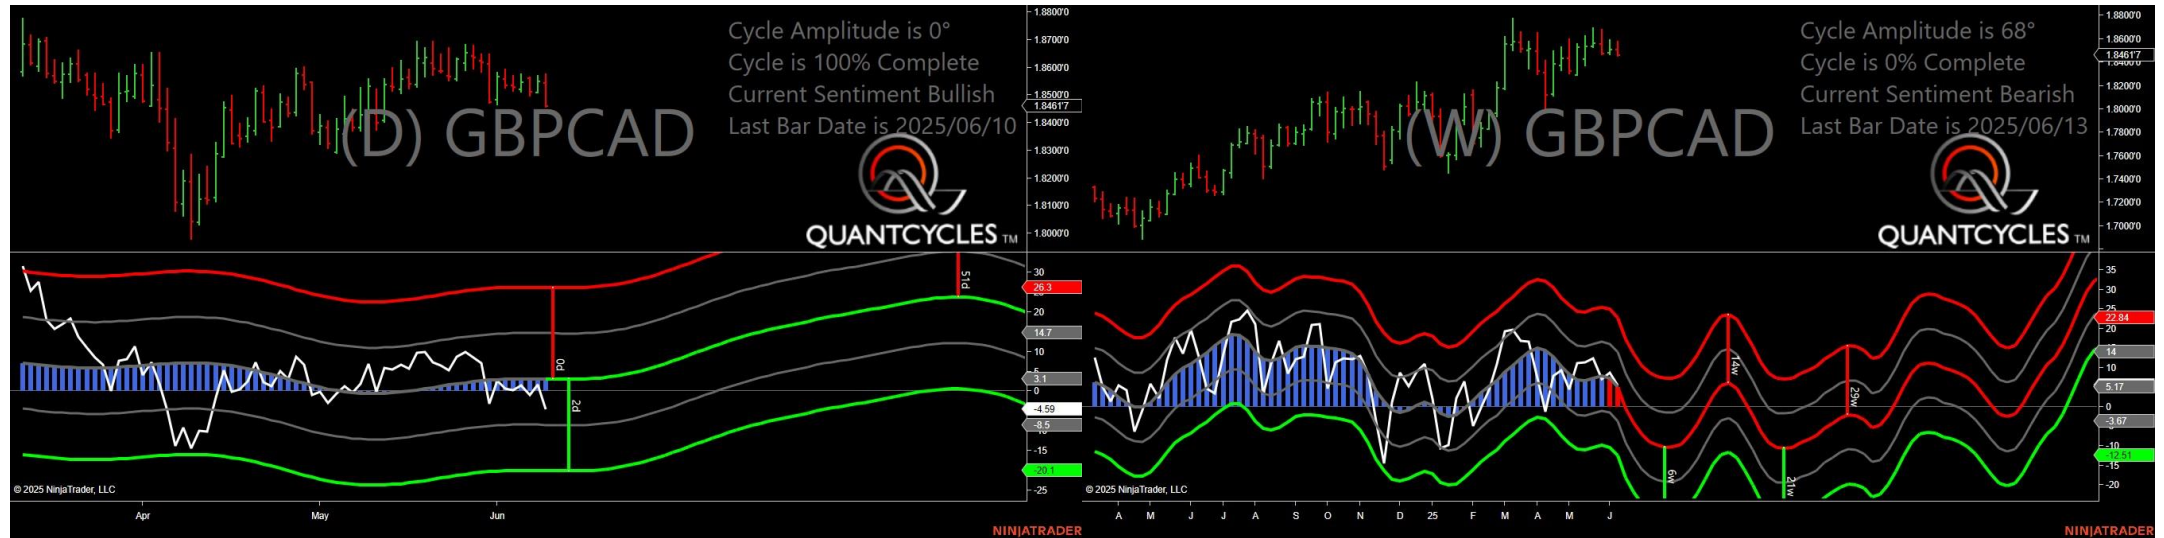 Cycle Amplitude is 0°
Cycle is 100% Complete
Current Sentiment Bullish
Last Bar Date is 2025/06/10
(D) GBPCAD
QUANTCYCLES TM
1.8800'0
1.8700'0
1.8600'0
1.8500'0
1.8461'7
1.8400'0
1.8300'0
1.8200'0
1.8100'0
1.8000'0
51d
0d
2d
30
26.3
20
14.7
10
5
3.1
0
-4.59
-8.5
-15
-20.1
-25
© 2025 NinjaTrader, LLC
Apr May Jun
NINJATRADER
Cycle Amplitude is 68°
Cycle is 0% Complete
Current Sentiment Bearish
Last Bar Date is 2025/06/13
(W) GBPCAD
QUANTCYCLES TM
1.8800'0
1.8600'0
1.8461'7
1.8200'0
1.8000'0
1.7800'0
1.7600'0
1.7400'0
1.7200'0
1.7000'0
14w
29w
6w
21w
35
30
22.84
20
14
5.17
0
-3.67
-10
-12.51
-15
-20
© 2025 NinjaTrader, LLC
A M J J A S O N D 25 F M A M J
NINJATRADER